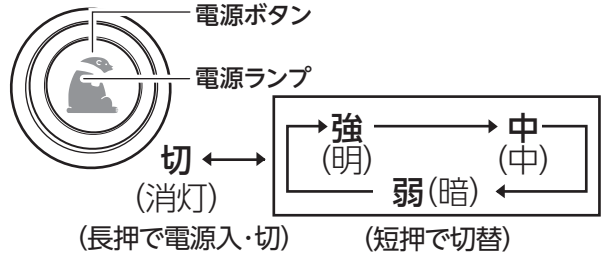 電源ボタン
電源ランプ
切
(消灯)
強
(明)
中
(中)
弱(暗)
(長押で電源入・切)
(短押で切替)